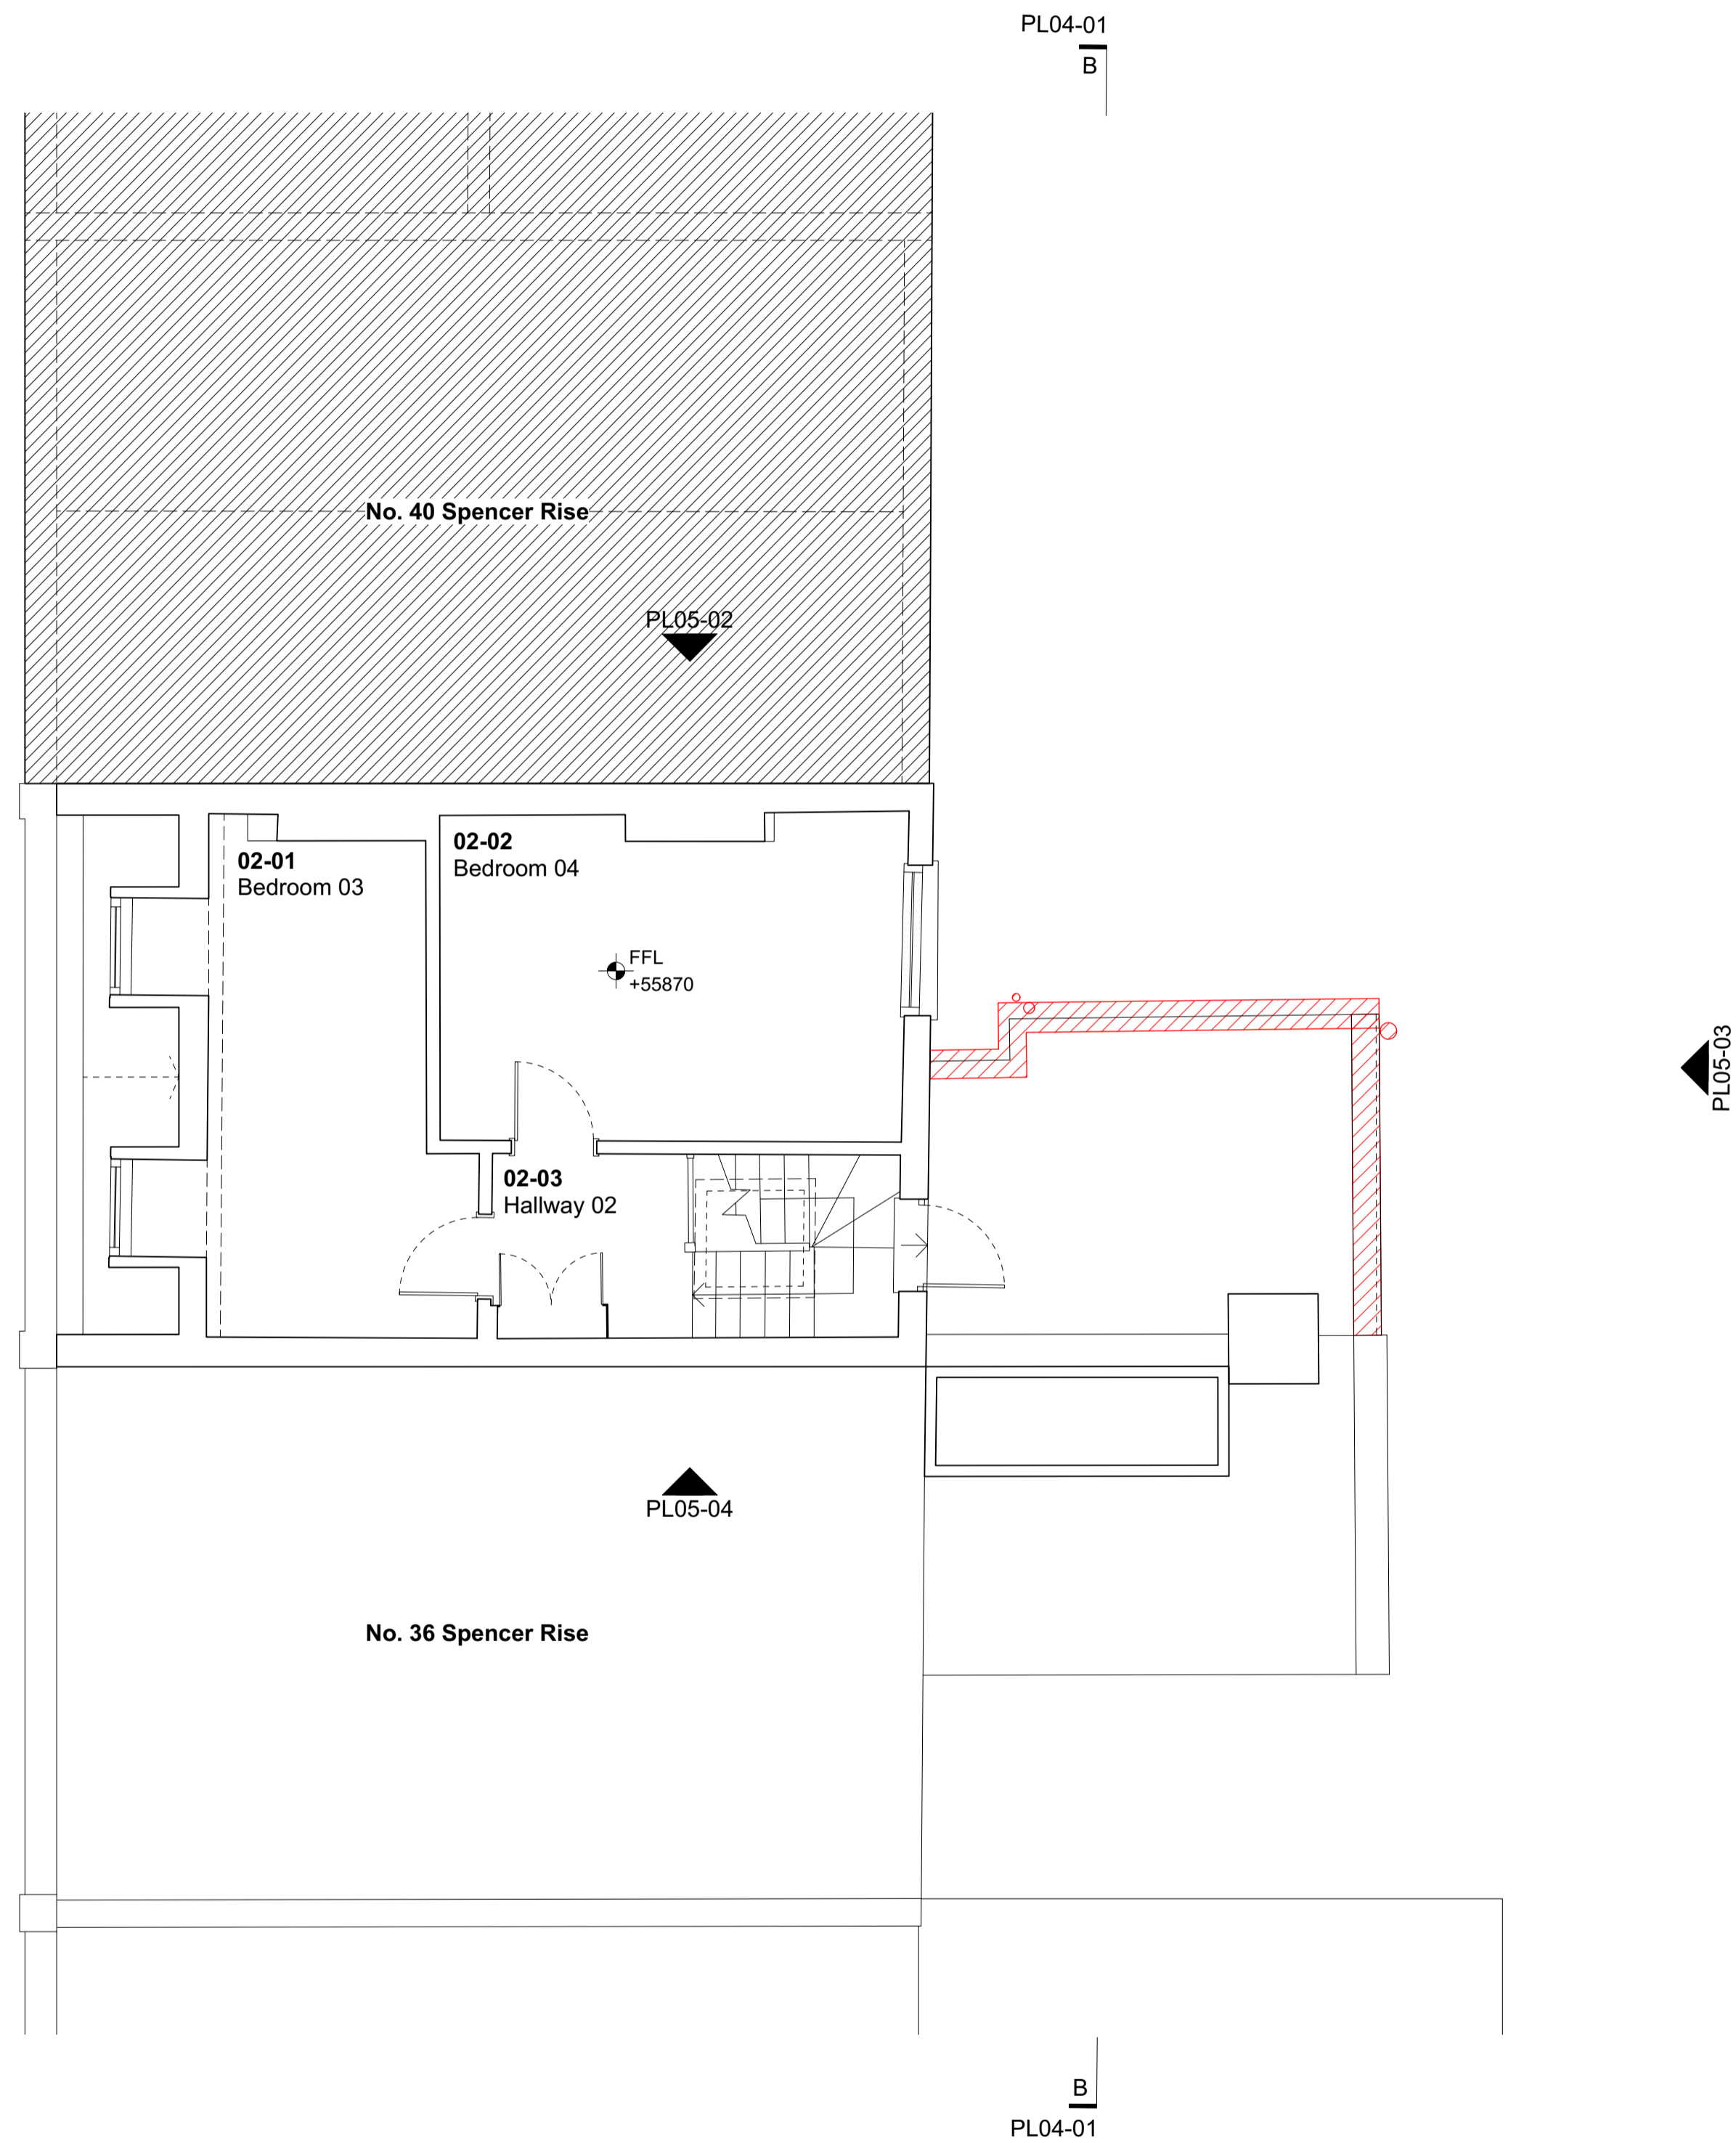 PL04-01
B
No. 40 Spencer Rise
PL05-02
02-01
Bedroom 03
02-02
Bedroom 04
FFL
+55870
PL05-03
02-03
Hallway 02
PL05-04
No. 36 Spencer Rise
B
PL04-01